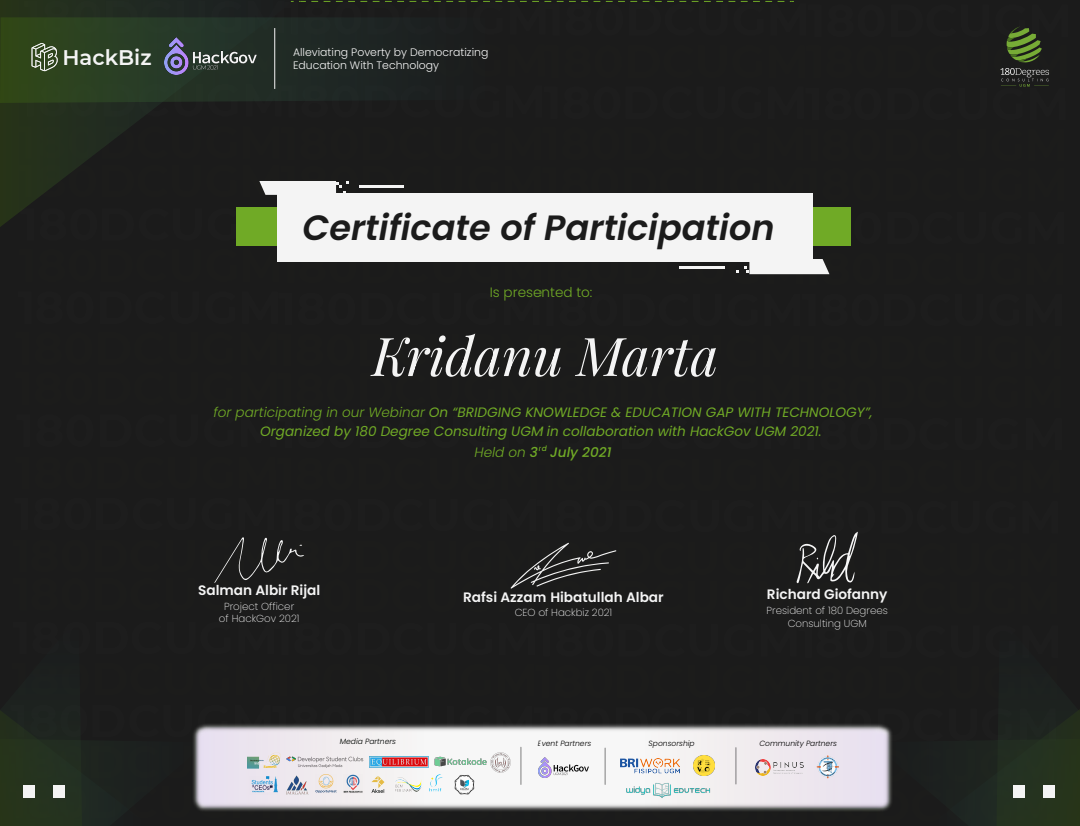 HackBiz
HackGov
UGM 2021
Alleviating Poverty by Democratizing
Education With Technology
180Degrees
CONSULTING
UGM
Certificate of Participation
Is presented to:
Kridanu Marta
for participating in our Webinar On “BRIDGING KNOWLEDGE & EDUCATION GAP WITH TECHNOLOGY”,
Organized by 180 Degree Consulting UGM in collaboration with HackGov UGM 2021.
Held on 3rd July 2021
Salman Albir Rijal
Project Officer
of HackGov 2021
Rafsi Azzam Hibatullah Albar
CEO of Hackbiz 2021
Richard Giofanny
President of 180 Degrees
Consulting UGM
Media Partners
Developer Student Clubs
Universitas Gadjah Mada
EQUILIBRIUM
Kotakode
Students
CEOs
Aksel
Event Partners
HackGov
Sponsorship
BRIWORK
FISIPOL UGM
widya EDUTECH
Community Partners
PINUS